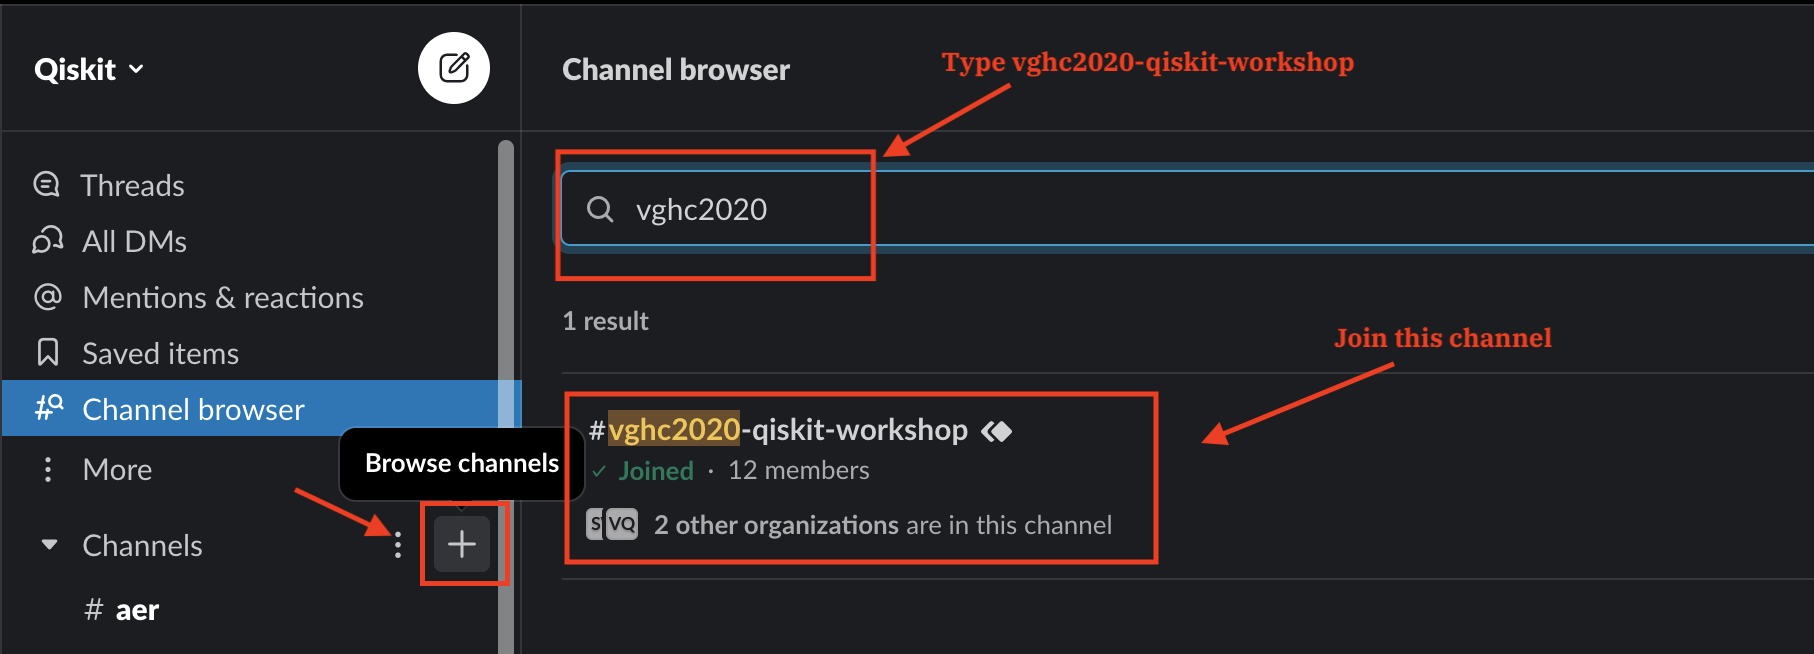 Qiskit
Channel browser
Type vghc2020-qiskit-workshop
Threads
All DMs
Mentions & reactions
Saved items
Channel browser
More
Browse channels
Channels
# aer
vghc2020
1 result
Join this channel
#vghc2020-qiskit-workshop
✓ Joined · 12 members
S VQ 2 other organizations are in this channel